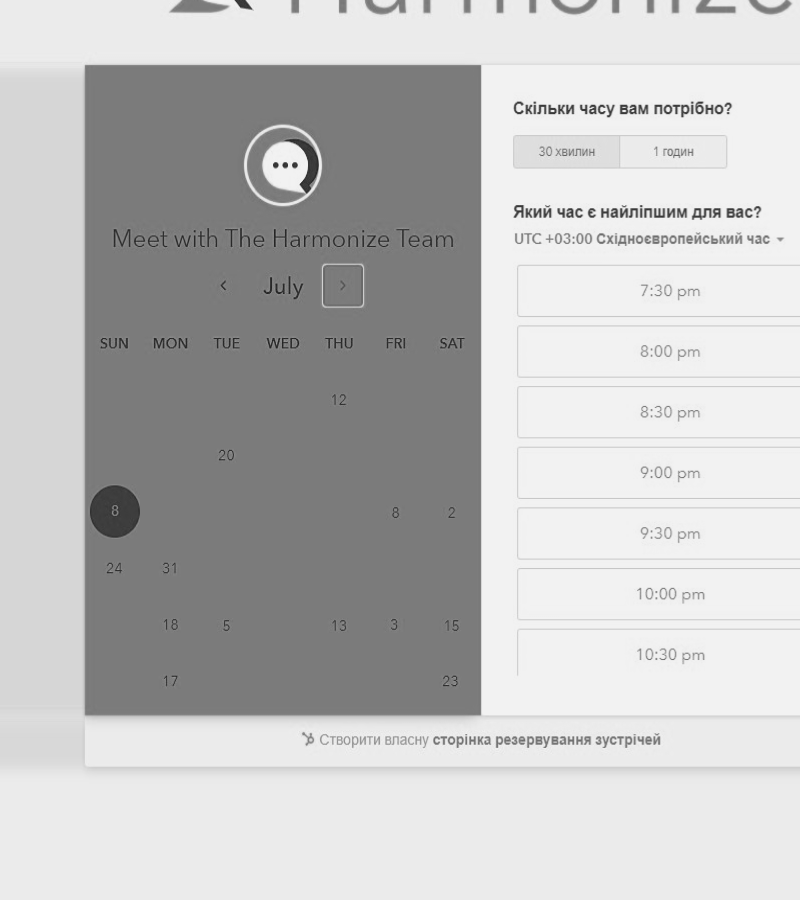 Harmonize
Meet with The Harmonize Team
July
SUN MON TUE WED THU FRI SAT
12
20
8 8 2
24 31
18 5 13 3 15
17 23
Скільки часу вам потрібно?
30 хвилин 1 годин
Який час є найліпшим для вас?
UTC +03:00 Східноєвропейський час
7:30 pm
8:00 pm
8:30 pm
9:00 pm
9:30 pm
10:00 pm
10:30 pm
Створити власну сторінка резервування зустрічей